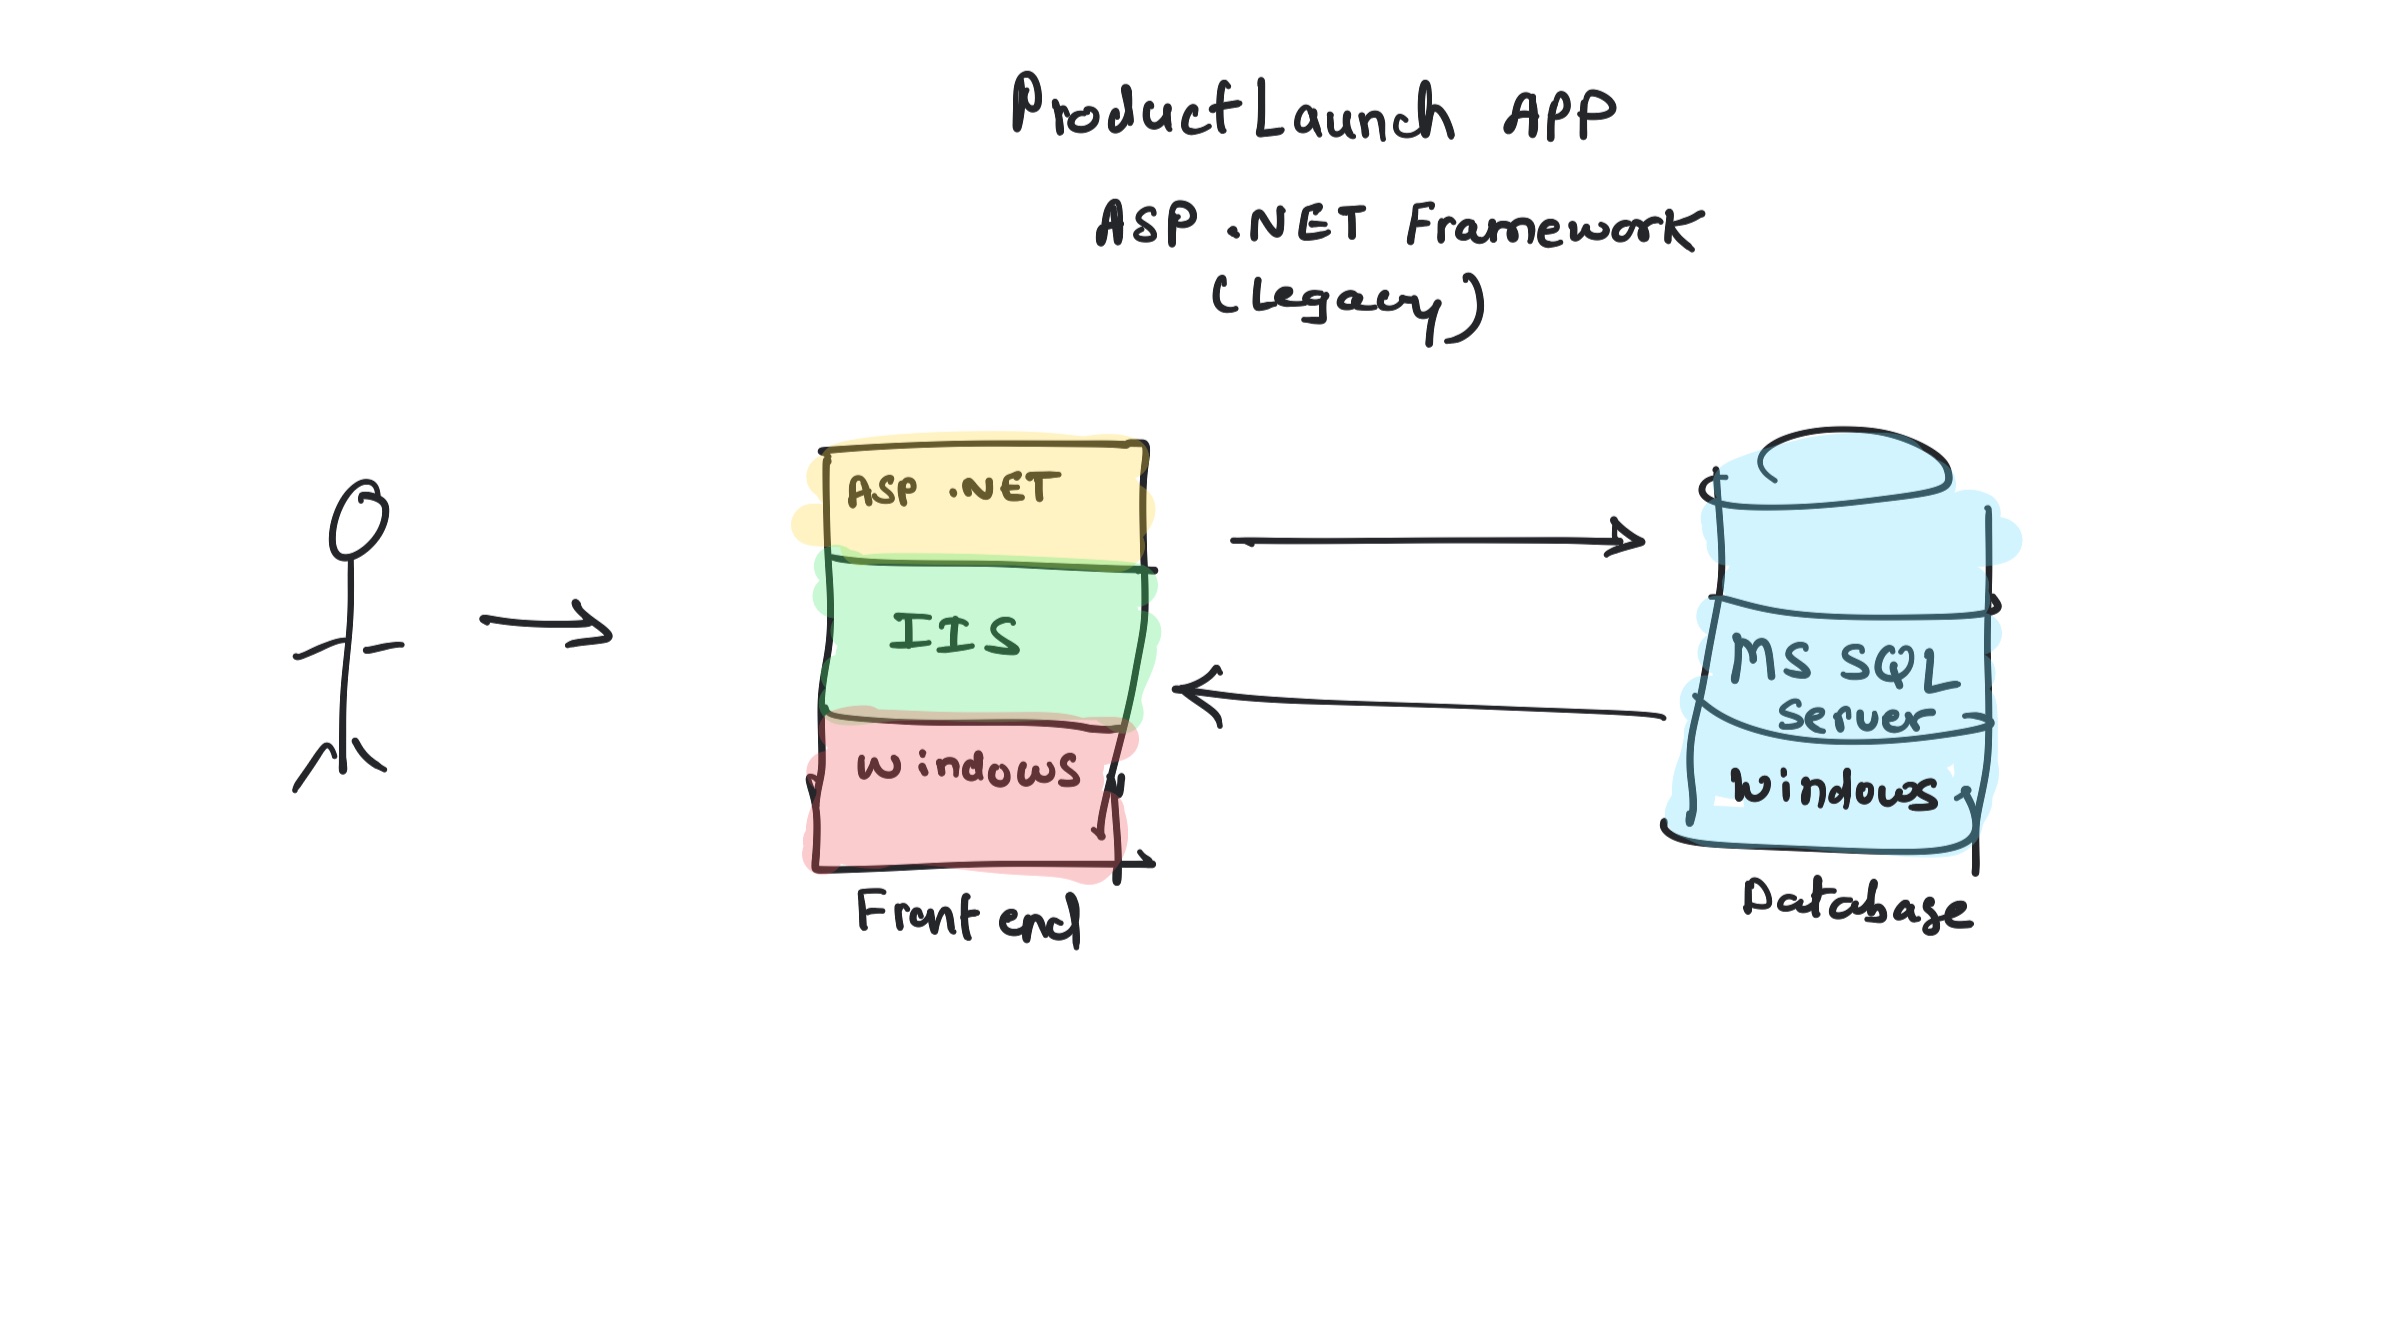 ProductLaunch APP
ASP .NET Framework
(Legacy)
ASP .NET
IIS
Windows
Front end
MS SQL
Server
Windows
Database